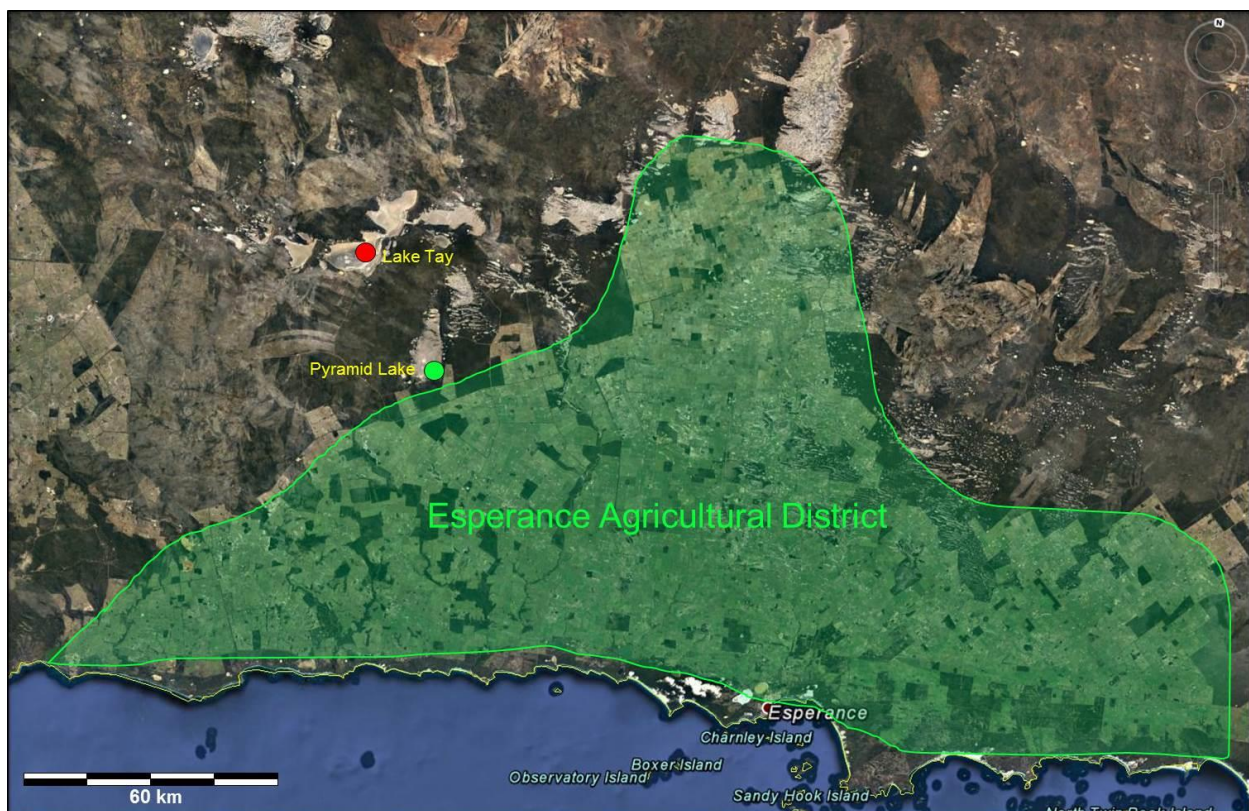 N
Lake Tay
Pyramid Lake
Esperance Agricultural District
Esperance
Charnley Island
Boxer Island
Observatory Island
Sandy Hook Island
60 km